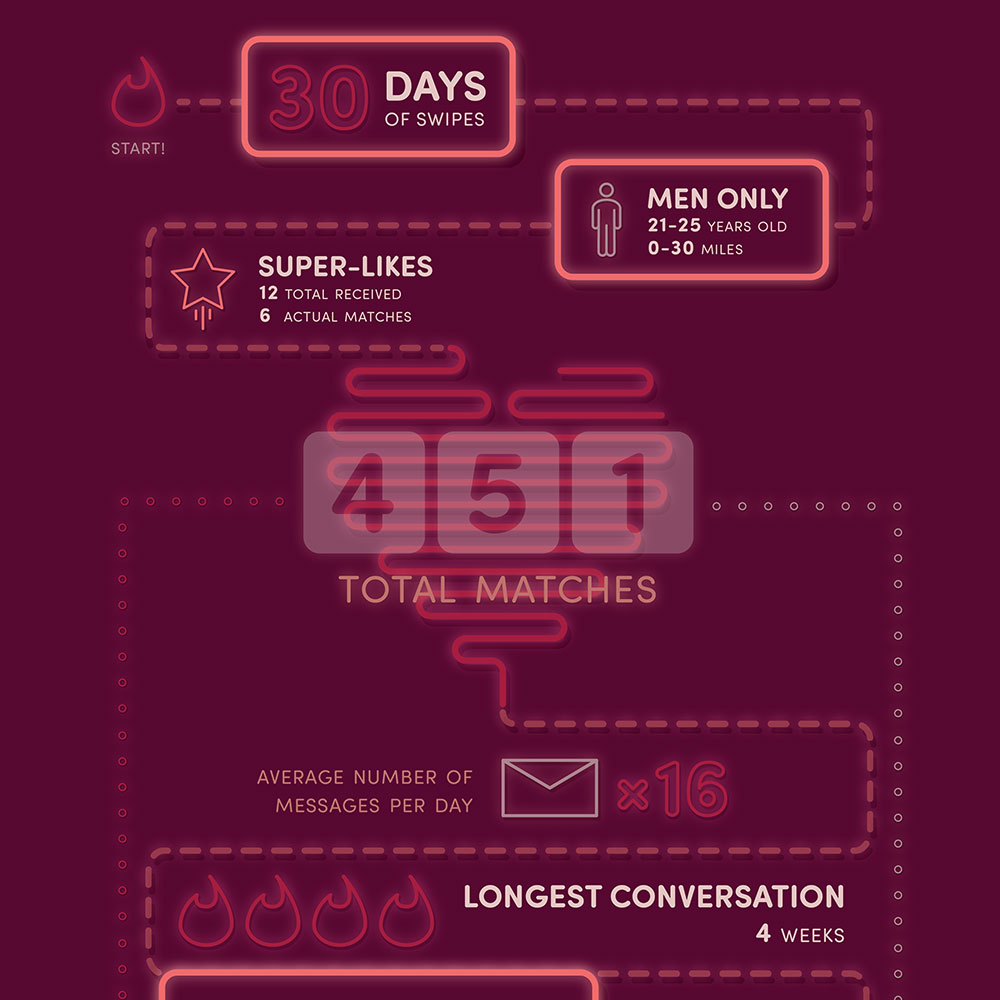 START!
30 DAYS
OF SWIPES
MEN ONLY
21-25 YEARS OLD
0-30 MILES
SUPER-LIKES
12 TOTAL RECEIVED
6 ACTUAL MATCHES
451
TOTAL MATCHES
AVERAGE NUMBER OF
MESSAGES PER DAY
×16
LONGEST CONVERSATION
4 WEEKS